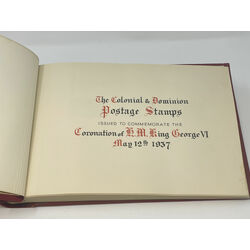 The Colonial & Dominion
Postage Stamps
ISSUED TO COMMEMORATE THE
Coronation of H.M. King George VI
May 12th 1937